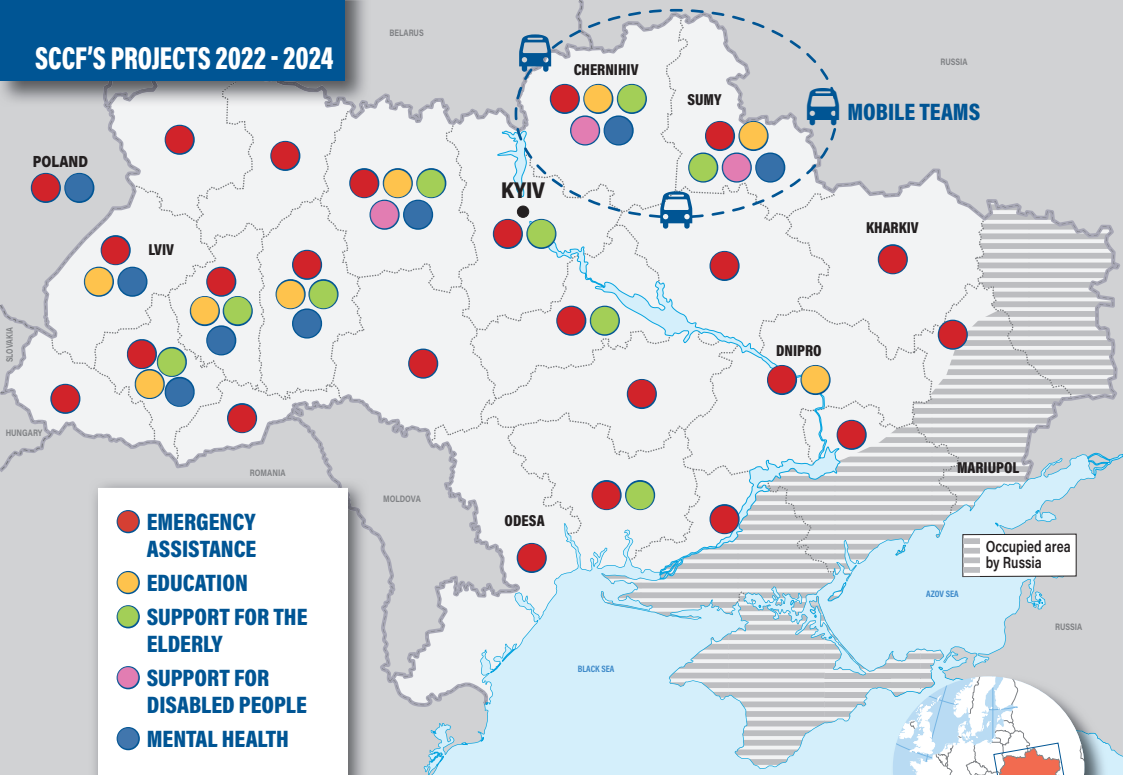 SCCF'S PROJECTS 2022 - 2024
BELARUS
RUSSIA
CHERNIHIV
SUMY
MOBILE TEAMS
POLAND
KYIV
KHARKIV
LVIV
SLOVAKIA
DNIPRO
HUNGARY
ROMANIA
MOLDOVA
MARIUPOL
ODESA
EMERGENCY
ASSISTANCE
EDUCATION
SUPPORT FOR THE
ELDERLY
SUPPORT FOR
DISABLED PEOPLE
MENTAL HEALTH
Occupied area
by Russia
AZOV SEA
RUSSIA
BLACK SEA